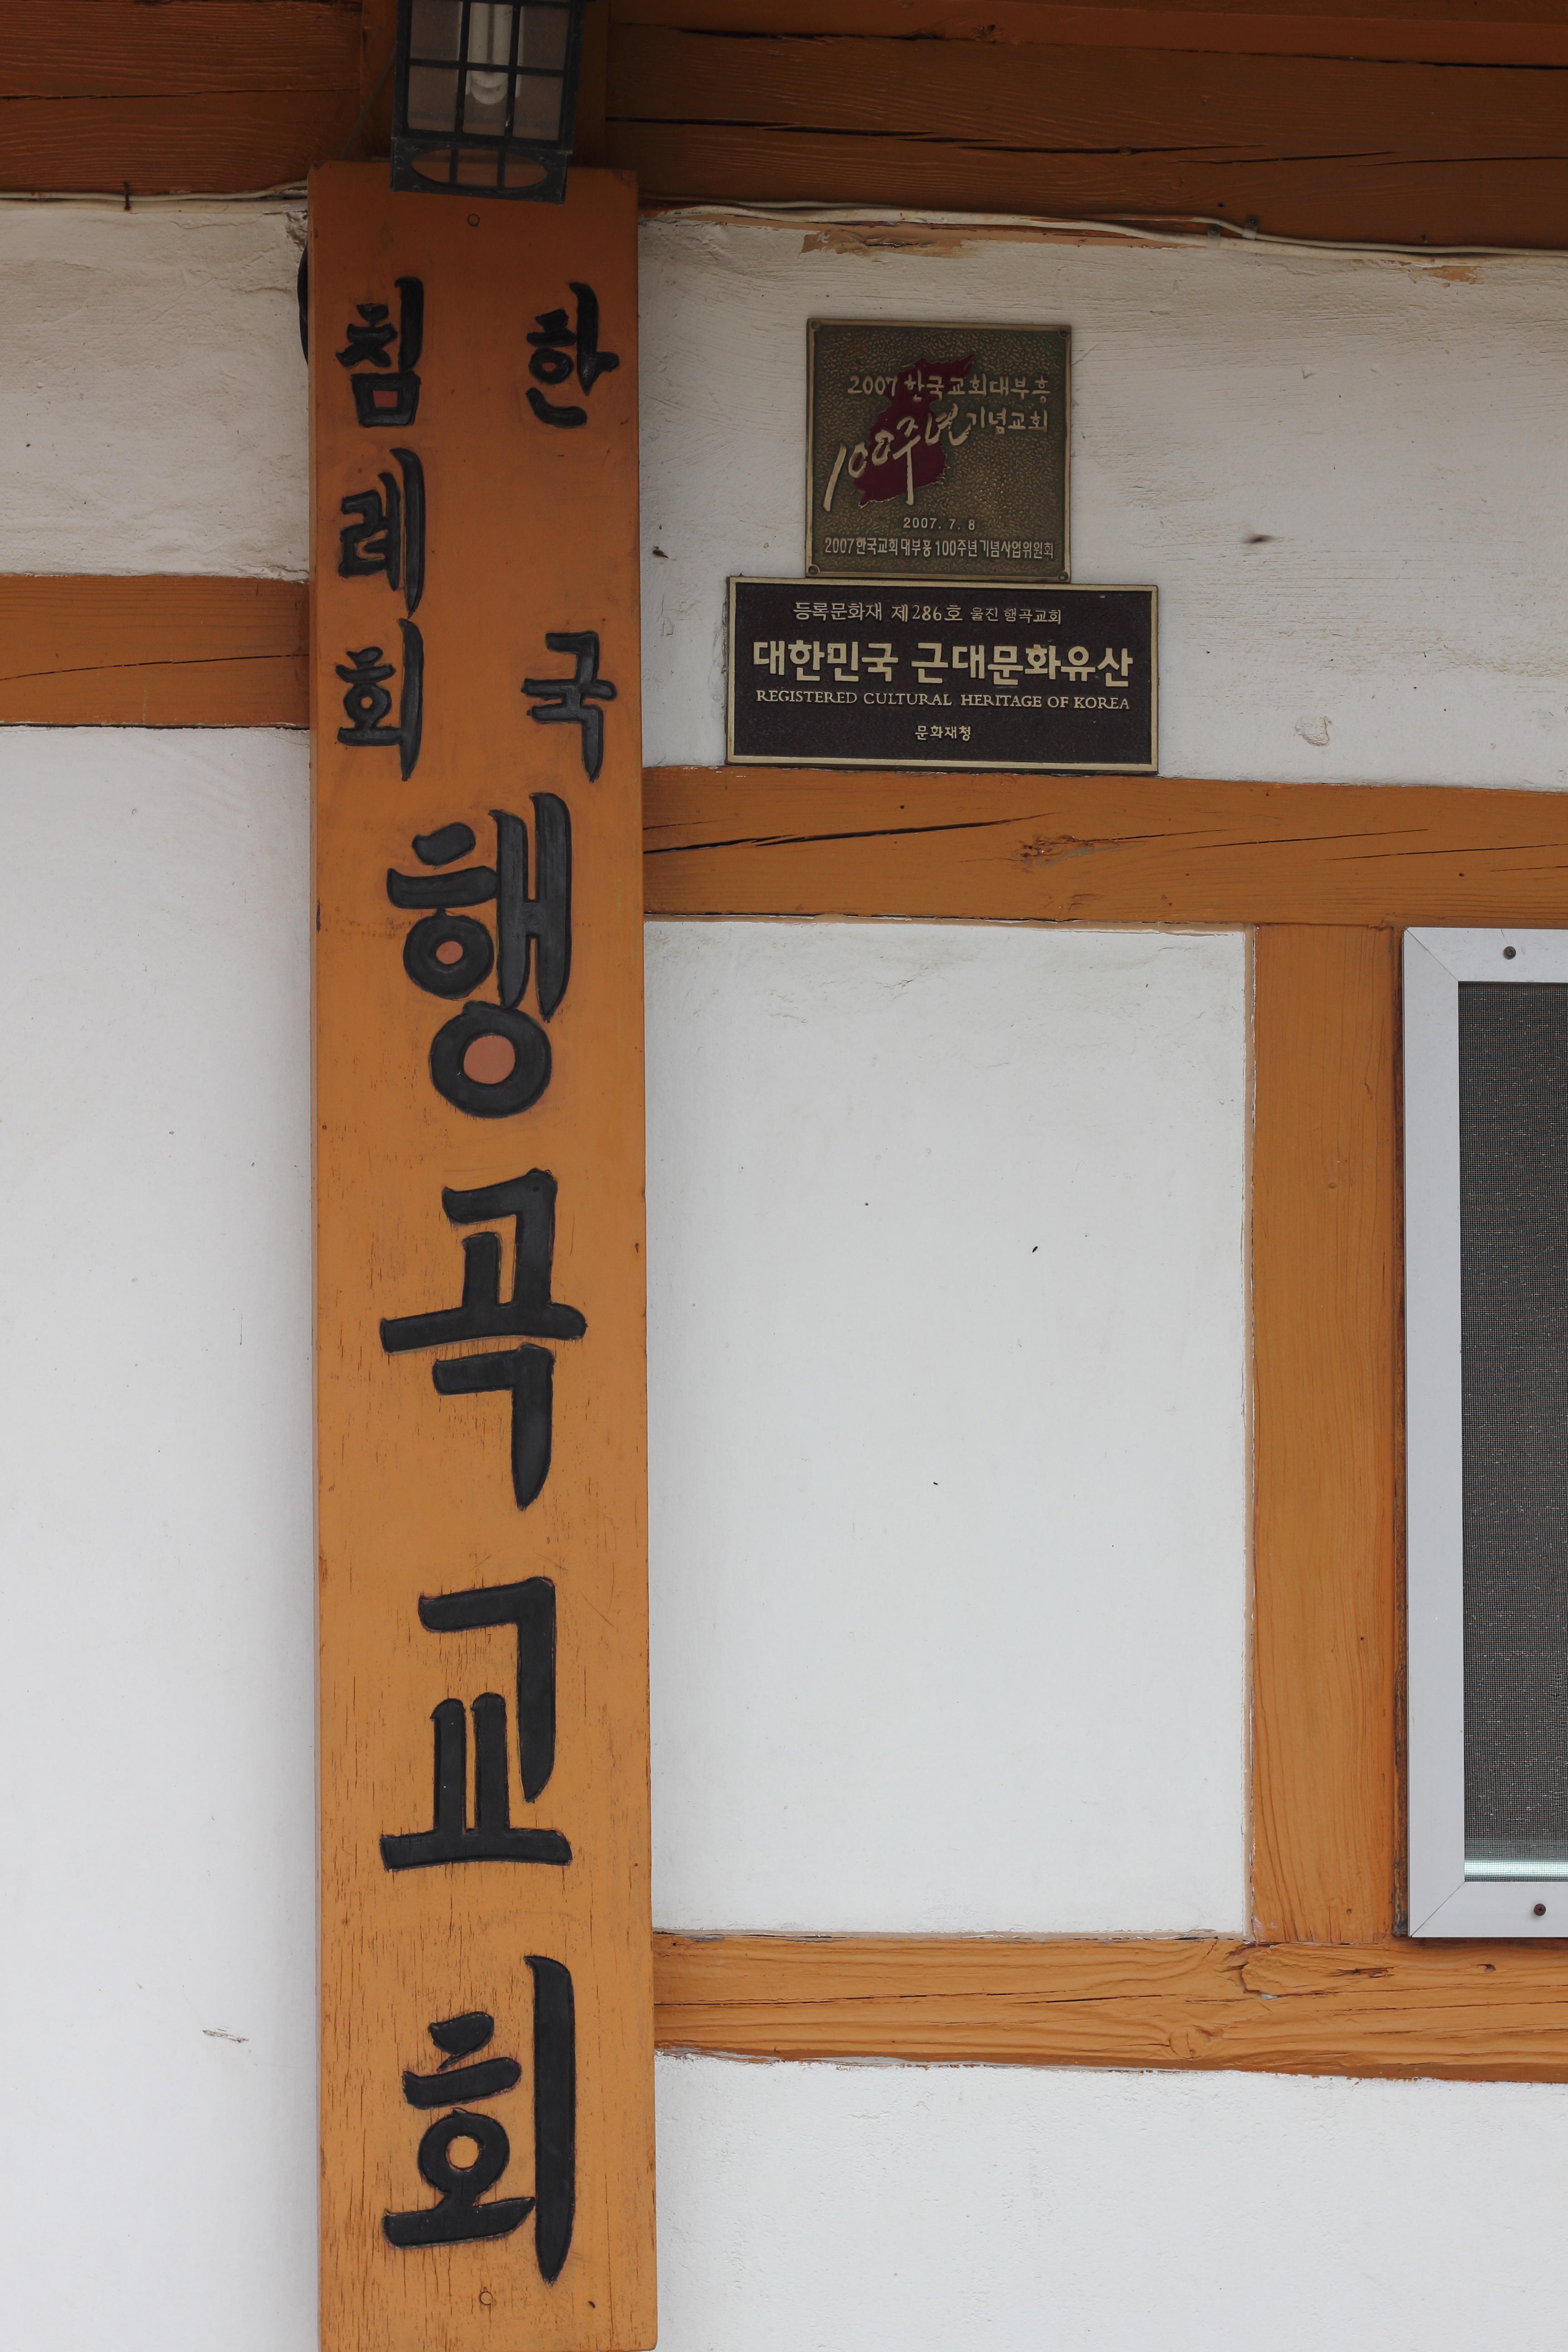 한국
침례회
행곡교회
2007 한국교회대부흥
100주년 기념교회
2007. 7. 8
2007 한국교회대부흥 100주년 기념사업위원회
등록문화재 제286호 울진 행곡교회
대한민국 근대문화유산
REGISTERED CULTURAL HERITAGE OF KOREA
문화재청